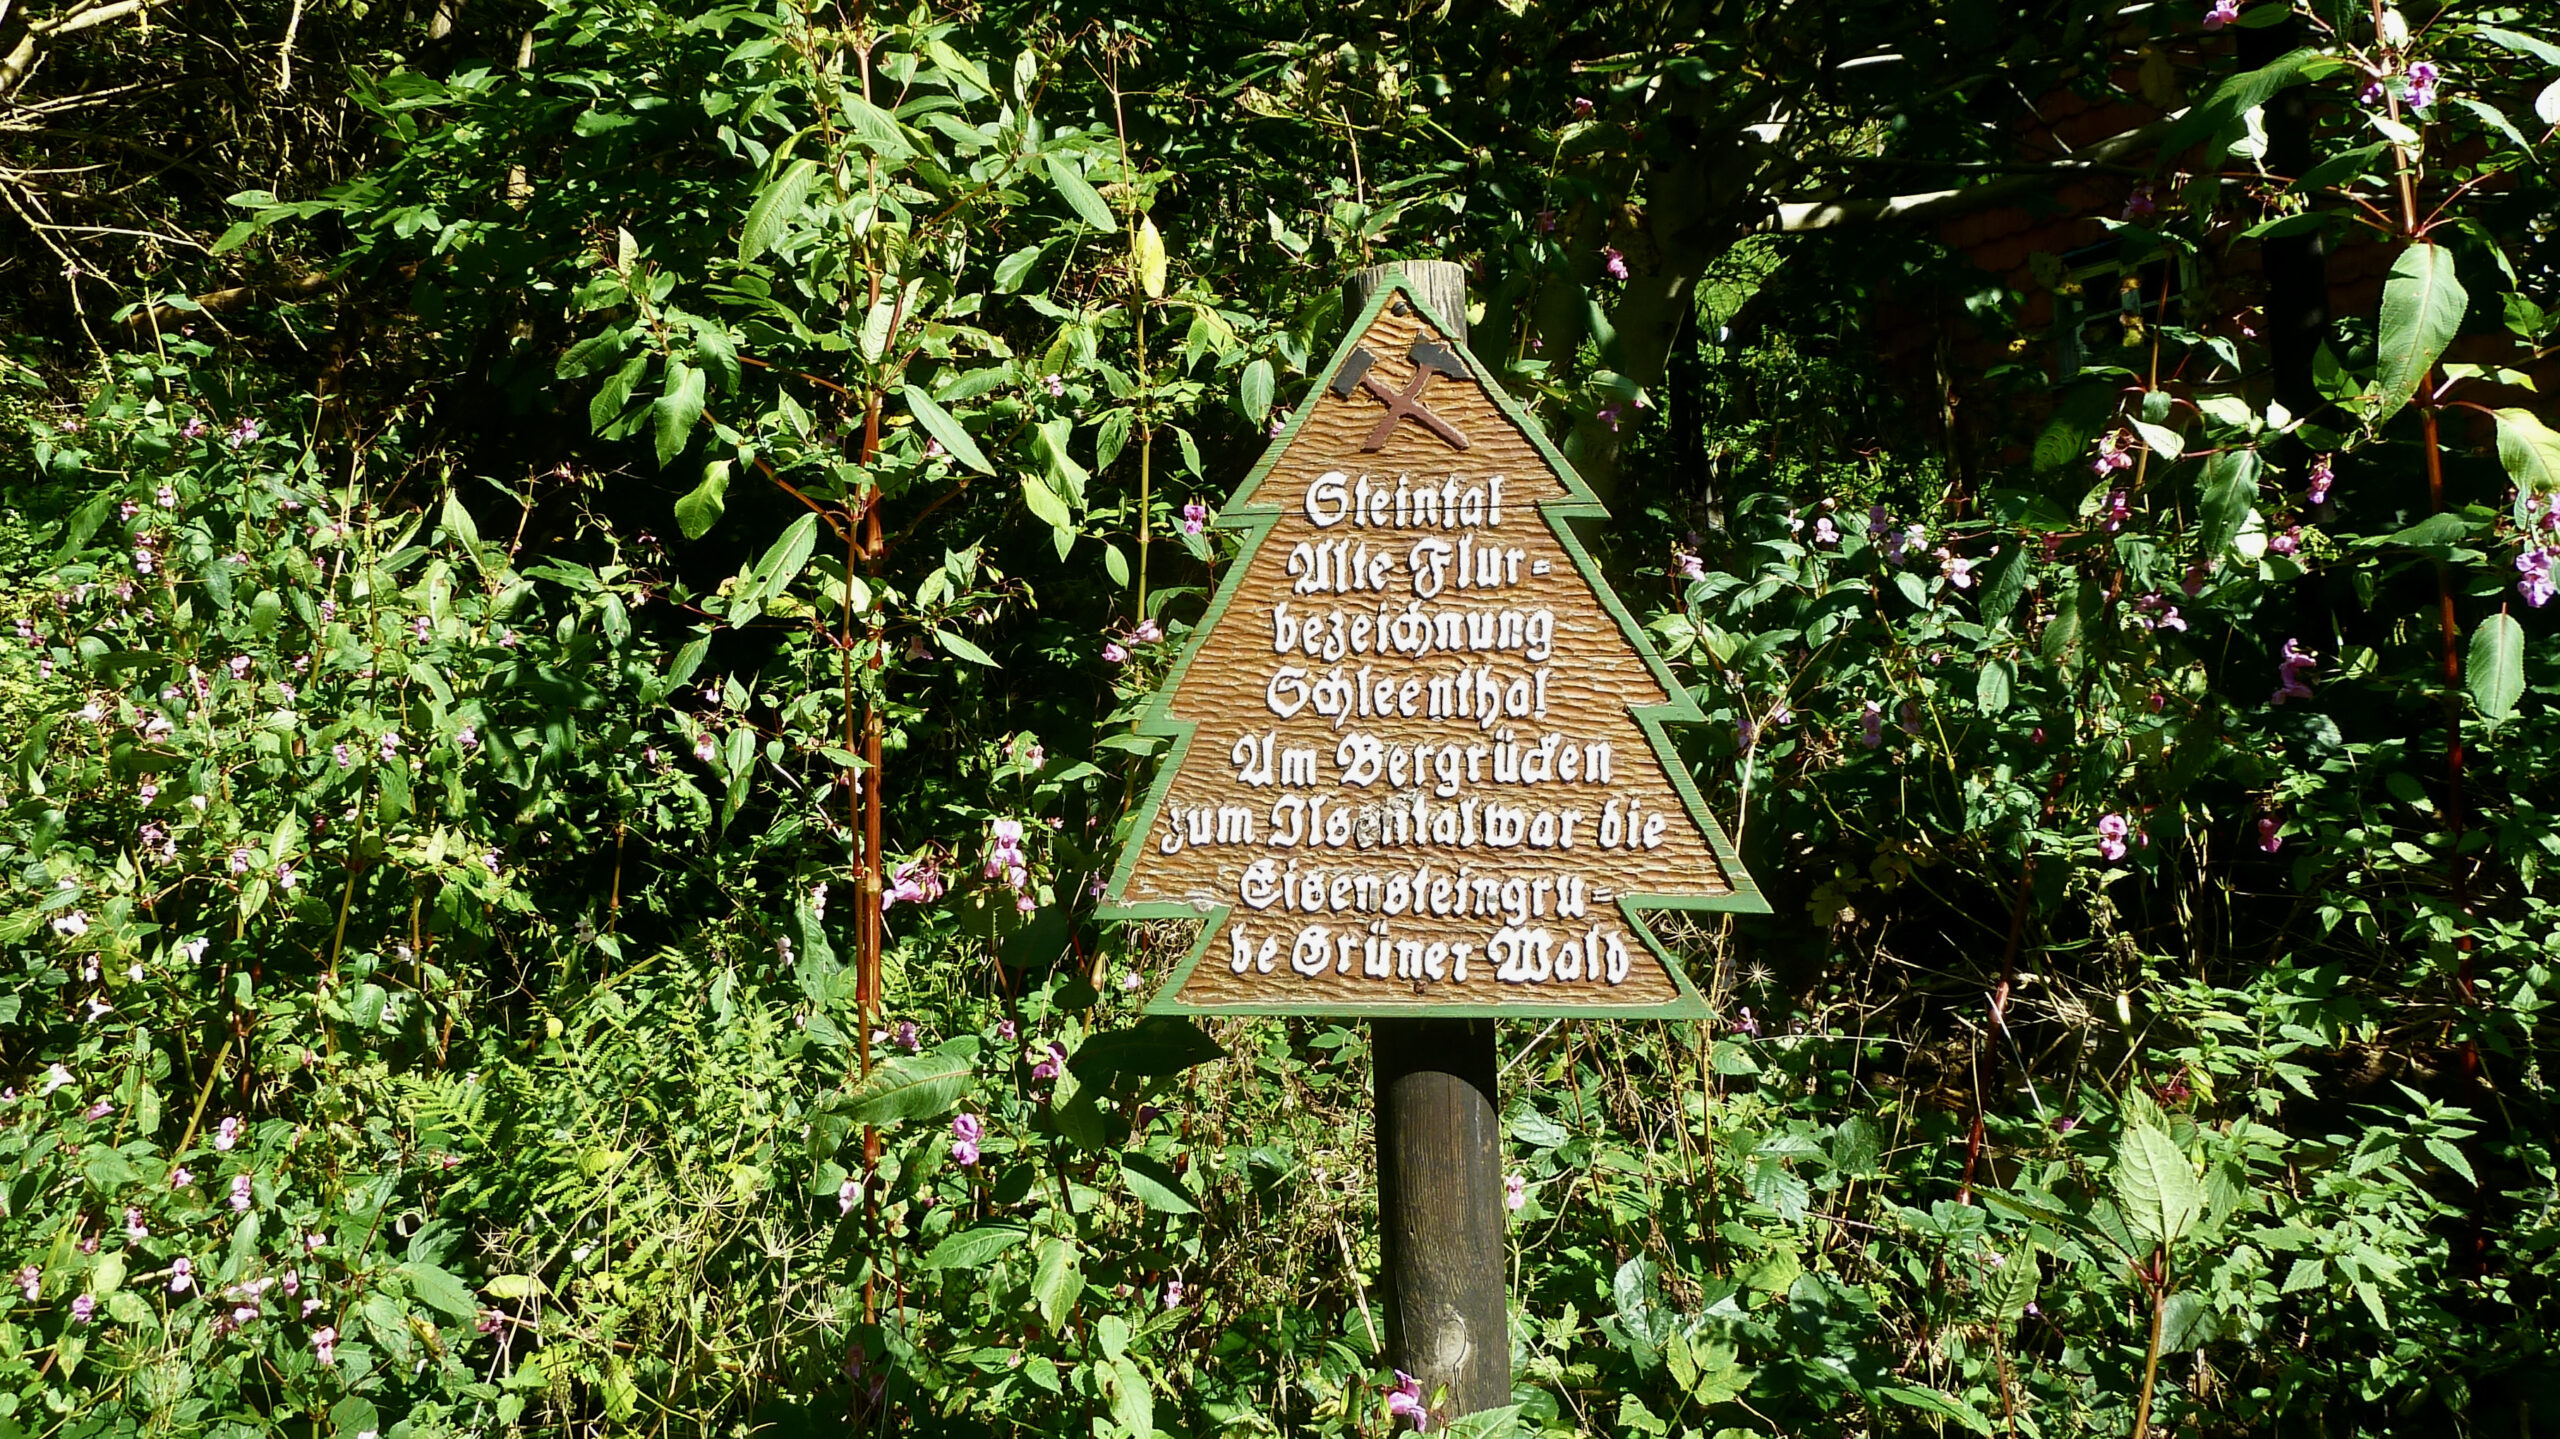 Steintal
Alte Flur=
bezeichnung
Schleenthal
Am Bergrücken
zum Ilsental war die
Eisensteingru=
be Grüner Wald